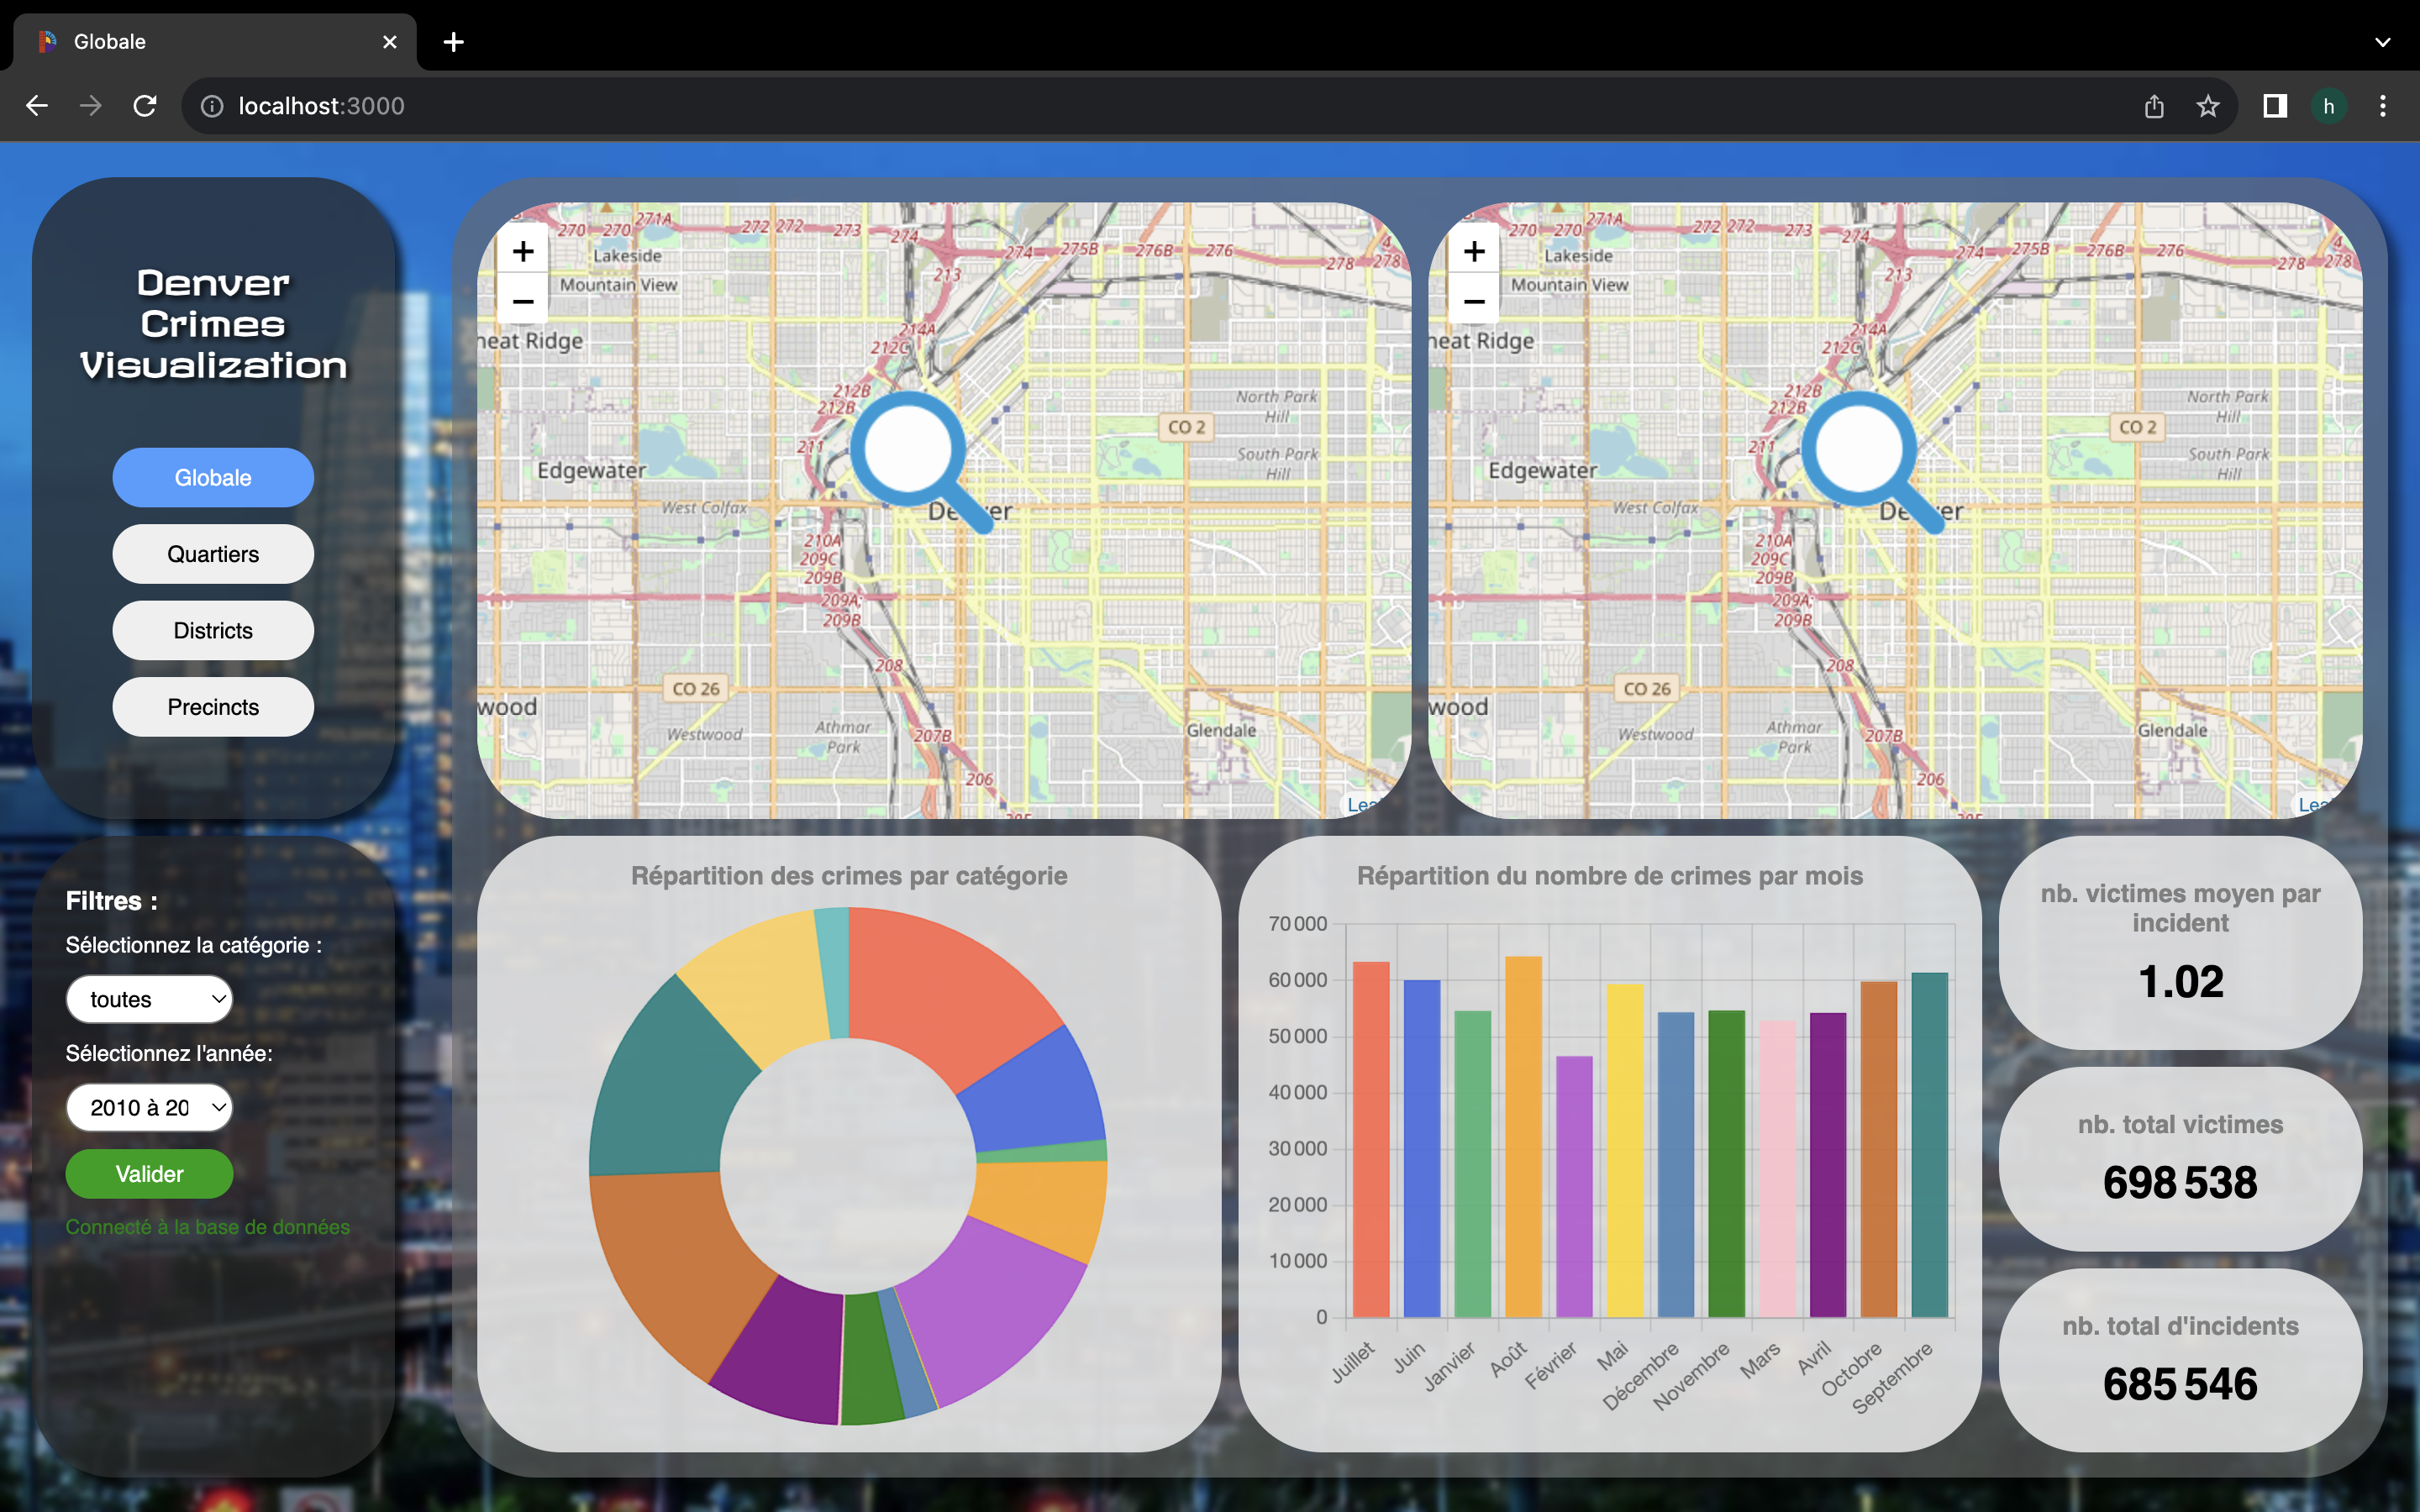 Globale
localhost:3000
h
Denver
Crimes
Visualization
Globale
Quartiers
Districts
Precincts
Filtres :
Sélectionnez la catégorie :
toutes
Sélectionnez l'année:
2010 à 20
Valider
Connecté à la base de données
+
−
270 270 271A 272 272 273 274 274 275B 276B 276 278 278 4
Lakeside
213
Mountain View
214A
heat Ridge
212C
212B
212B
North Park
Hill
CO 2
211
South Park
Hill
Edgewater
West Colfax
Denver
210A
209C
209B
209A;
209B
208
CO 26
wood
Westwood
Athmar
Park
207B
Glendale
206
Lea
+
−
270 270 271A 272 272 273 274 274 275B 276B 276 278 278 4
Lakeside
213
Mountain View
214A
heat Ridge
212C
212B
212B
North Park
Hill
CO 2
211
South Park
Hill
Edgewater
West Colfax
Denver
210A
209C
209B
209A;
209B
208
CO 26
wood
Westwood
Athmar
Park
207B
Glendale
206
Lea
Répartition des crimes par catégorie
Répartition du nombre de crimes par mois
70 000
60 000
50 000
40 000
30 000
20 000
10 000
0
Juillet
Juin
Janvier
Août
Février
Mai
Décembre
Novembre
Mars
Avril
Octobre
Septembre
nb. victimes moyen par
incident
1.02
nb. total victimes
698 538
nb. total d'incidents
685 546